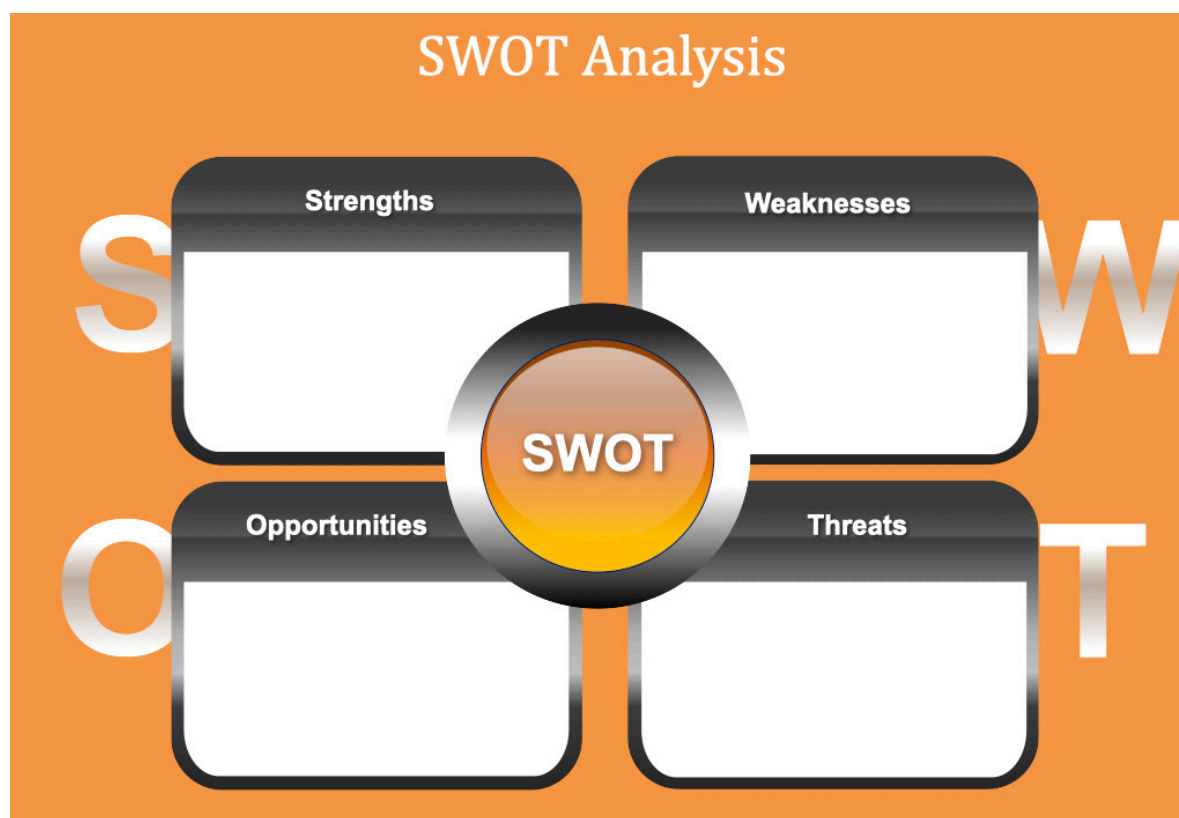 SWOT Analysis
S
Strengths
Weaknesses
W
SWOT
O
Opportunities
Threats
T